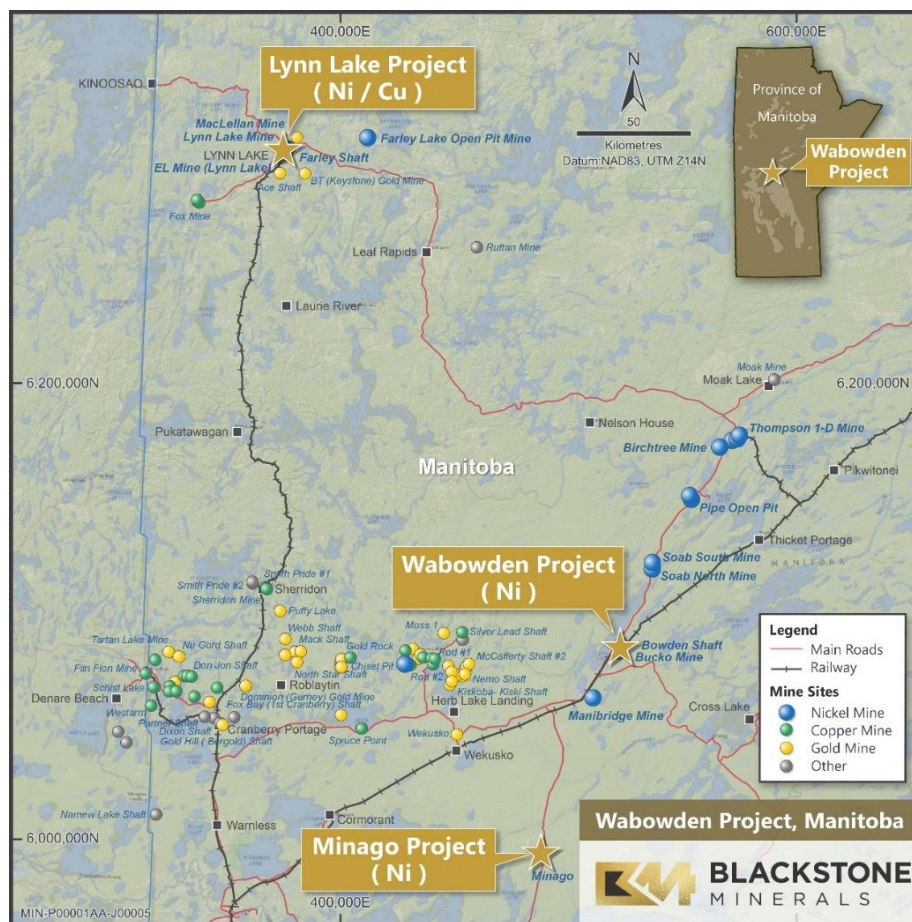 400,000E
600,000E
KINOOSAO
Lynn Lake Project
( Ni / Cu )
N
50
Kilometres
Datum:NAD83, UTM Z14N
Province of
Manitoba
Wabowden
Project
MacLellan Mine
Lynn Lake Mine
Farley Lake Open Pit Mine
LYNN LAKE
Farley Shaft
EL Mine (Lynn Lake)
Ace Shaft
BT (Keystone) Gold Mine
Fox Mine
Leaf Rapids
Ruttan Mine
Laurie River
6,200,000N
6,200,000N
Moak Mine
Moak Lake
Pukatawagan
Nelson House
Thompson 1-D Mine
Birchtree Mine
Manitoba
Pikwitonei
Pipe Open Pit
Thicket Portage
MANITOBA
Wabowden Project
( Ni )
Soab South Mine
Soab North Mine
Smith Pride #1
Smith Pride #2
Sherridon
Sherridon Mine
Puffy Lake
Webb Shaft
Moss 1
Silver Lead Shaft
Tartan Lake Mine
Nu Gord Shaft
Mack Shaft
Gold Rock
Rod #1
McCafferty Shaft #2
Bowden Shaft
Bucko Mine
Flin Flon Mine
Don Jon Shaft
Chisel Pit
North Star Shaft
Rod #2
Nemo Shaft
Schist Lake
Roblaytin
Kiskoba- Kiski Shaft
Denare Beach
Dominion (Gurney) Gold Mine
Herb Lake Landing
Westarm
Fox Bay (1st Cranberry) Shaft
Manibridge Mine
Cross Lake
Partner Shaft
Dixon Shaft
Cranberry Portage
Gold Hill ( Bergold) Shaft
Spruce Point
Wekusko
Wekusko
Legend
Main Roads
Railway
Mine Sites
Nickel Mine
Copper Mine
Gold Mine
Other
Namew Lake Shaft
Cormorant
Warnless
6,000,000N
Minago Project
( Ni )
Minago
Wabowden Project, Manitoba
BLACKSTONE
MINERALS
MIN-P00001AA-J00005
400,000E